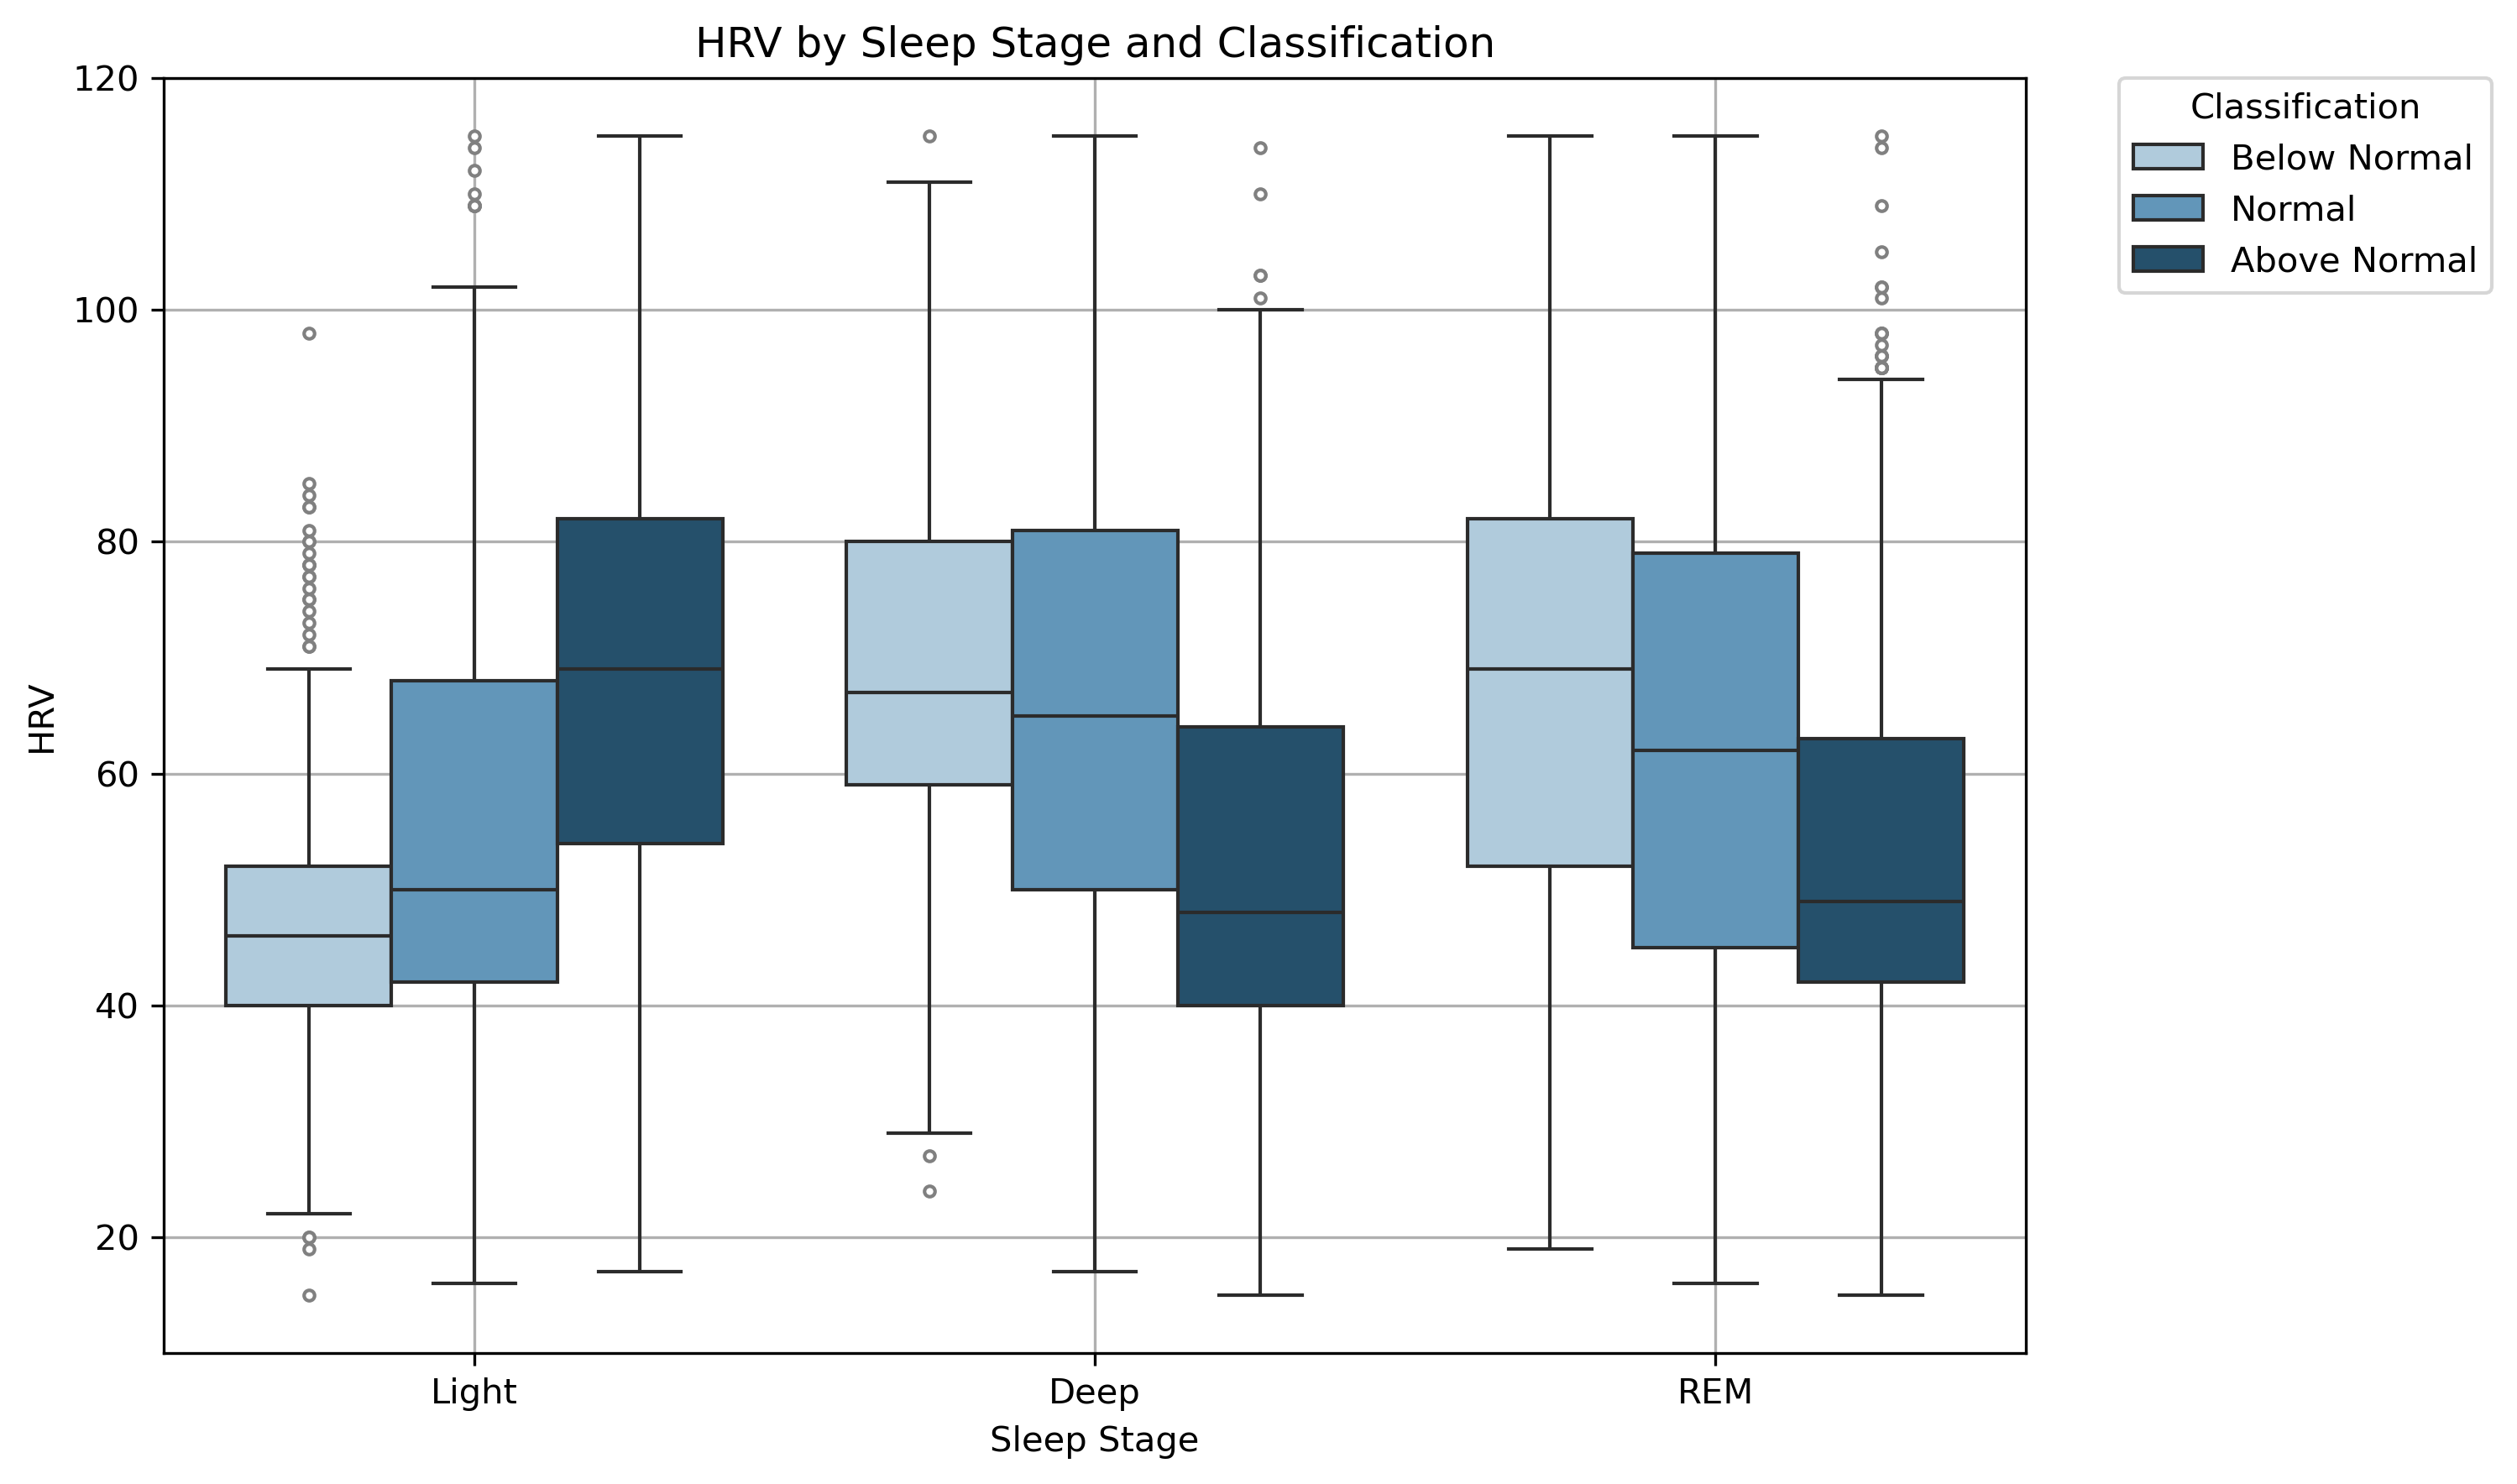 HRV by Sleep Stage and Classification
120
100
80
60
40
20
HRV
Light
Deep
REM
Sleep Stage
Classification
Below Normal
Normal
Above Normal